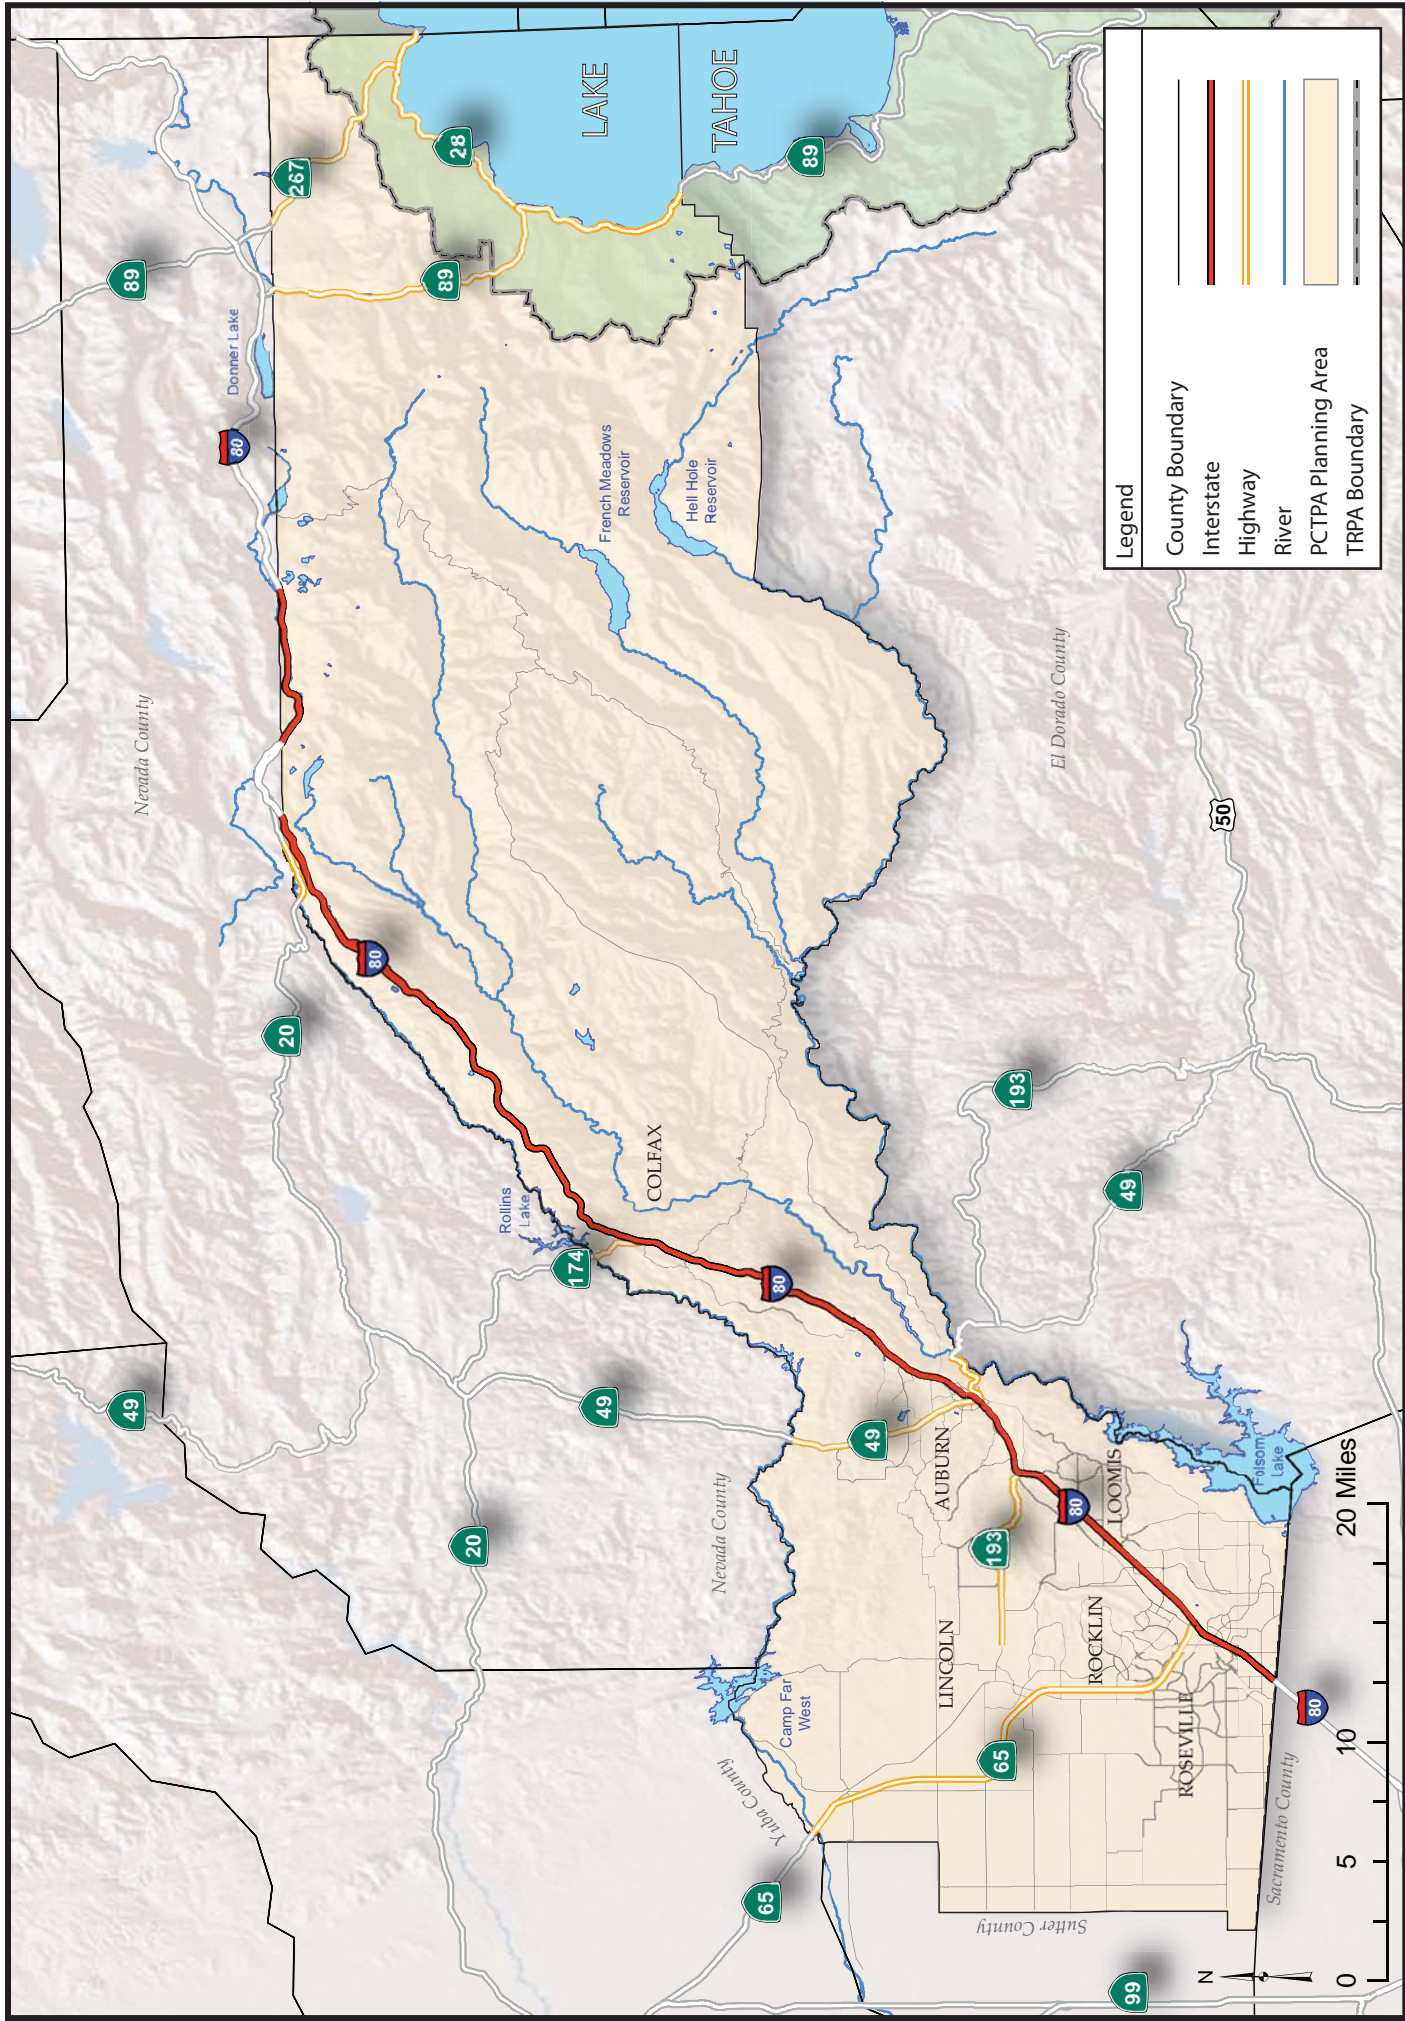 LAKE
TAHOE
28
267
89
89
89
Donner Lake
80
French Meadows
Reservoir
Hell Hole
Reservoir
Nevada County
El Dorado County
50
80
20
193
49
COLFAX
Rollins
Lake
174
80
49
49
49
AUBURN
LOOMIS
Folsom
Lake
80
193
20
Nevada County
LINCOLN
ROCKLIN
ROSEVILLE
Camp Far
West
Yuba County
65
65
80
Sutter County
Sacramento County
99
N
0
5
10
20 Miles
Legend
County Boundary
Interstate
Highway
River
PCTPA Planning Area
TRPA Boundary